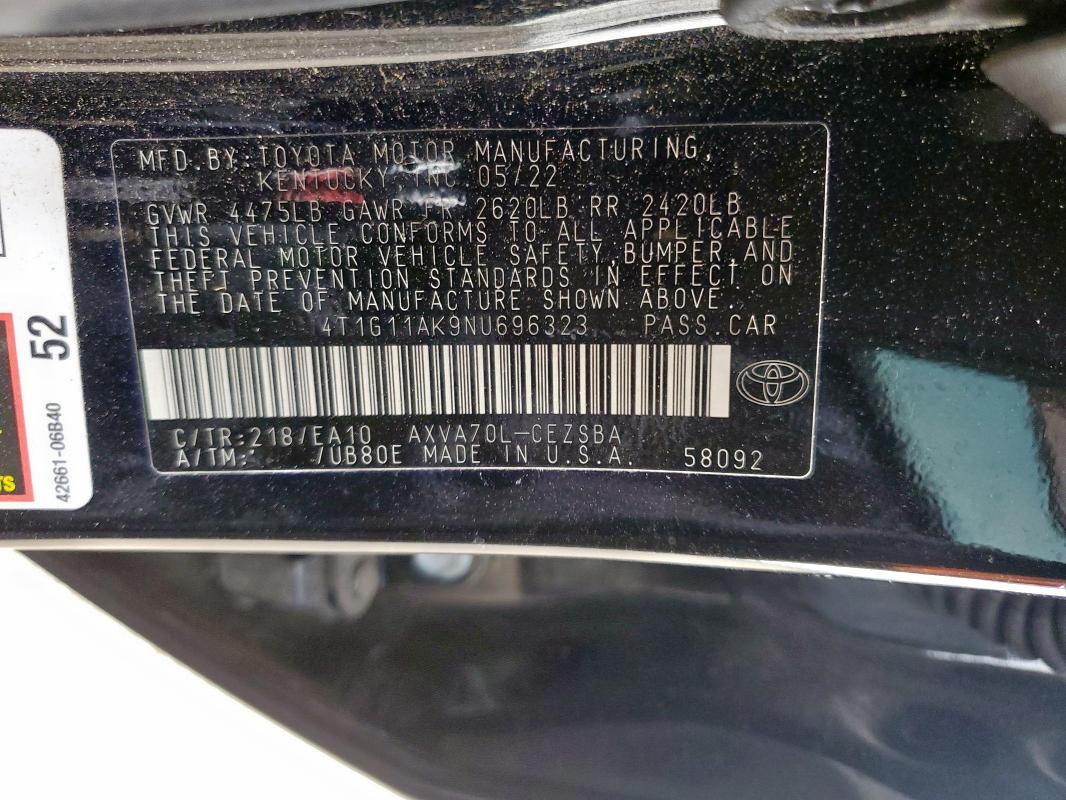 MFD.BY:TOYOTA MOTOR MANUFACTURING,
KENTUCKY, INC 05/22
GVWR 4475LB GAWR FR 2620LB RR 2420LB
THIS VEHICLE CONFORMS TO ALL APPLICABLE
FEDERAL MOTOR VEHICLE SAFETY,BUMPER,AND
THEFT PREVENTION STANDARDS IN EFFECT ON
THE DATE OF MANUFACTURE SHOWN ABOVE.
4T1G11AK9NU696323 PASS.CAR
C/TR:218/EA10 AXVA70L-CEZSBA
A/TM: /UB80E MADE IN U.S.A. 58092
52
42661-06B40